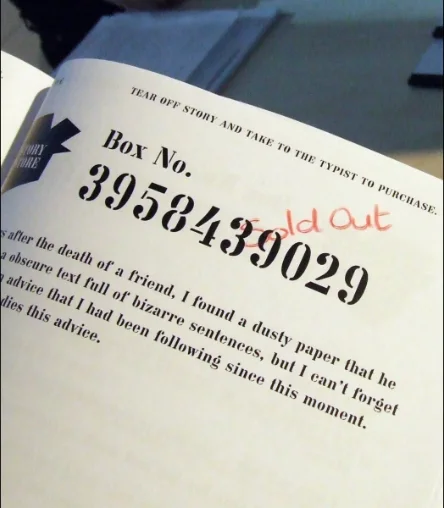 TEAR OFF STORY AND TAKE TO THE TYPIST TO PURCHASE.
Box No.
3958439029
Sold Out
after the death of a friend, I found a dusty paper that he
a obscure text full of bizarre sentences, but I can't forget
advice that I had been following since this moment.
dies this advice.